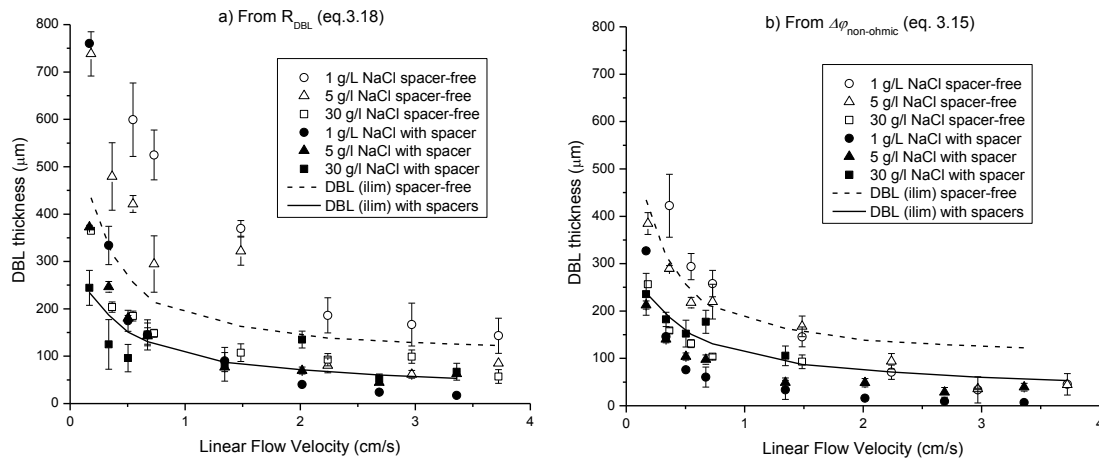 a) From R_DBL (eq.3.18)
800
700
600
500
400
300
200
100
0
DBL thickness (μm)
1 g/L NaCl spacer-free
5 g/l NaCl spacer-free
30 g/l NaCl spacer-free
1 g/L NaCl with spacer
5 g/l NaCl with spacer
30 g/l NaCl with spacer
DBL (ilim) spacer-free
DBL (ilim) with spacers
0 1 2 3 4
Linear Flow Velocity (cm/s)
b) From Δφ_non-ohmic (eq. 3.15)
800
700
600
500
400
300
200
100
0
DBL thickness (μm)
1 g/L NaCl spacer-free
5 g/l NaCl spacer-free
30 g/l NaCl spacer-free
1 g/L NaCl with spacer
5 g/l NaCl with spacer
30 g/l NaCl with spacer
DBL (ilim) spacer-free
DBL (ilim) with spacers
0 1 2 3 4
Linear Flow Velocity (cm/s)